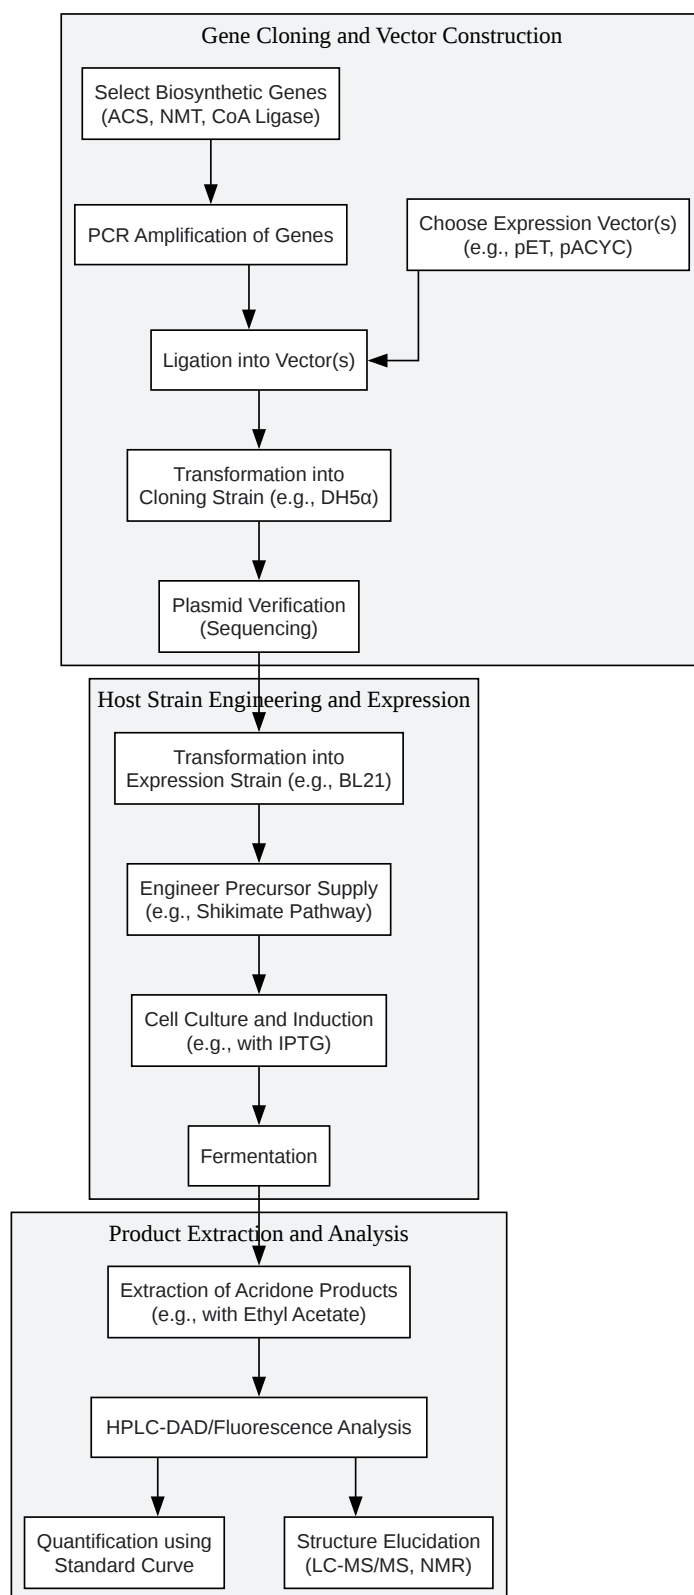 Gene Cloning and Vector Construction
Select Biosynthetic Genes
(ACS, NMT, CoA Ligase)
PCR Amplification of Genes
Choose Expression Vector(s)
(e.g., pET, pACYC)
Ligation into Vector(s)
Transformation into
Cloning Strain (e.g., DH5α)
Plasmid Verification
(Sequencing)
Host Strain Engineering and Expression
Transformation into
Expression Strain (e.g., BL21)
Engineer Precursor Supply
(e.g., Shikimate Pathway)
Cell Culture and Induction
(e.g., with IPTG)
Fermentation
Product Extraction and Analysis
Extraction of Acridone Products
(e.g., with Ethyl Acetate)
HPLC-DAD/Fluorescence Analysis
Quantification using
Standard Curve
Structure Elucidation
(LC-MS/MS, NMR)